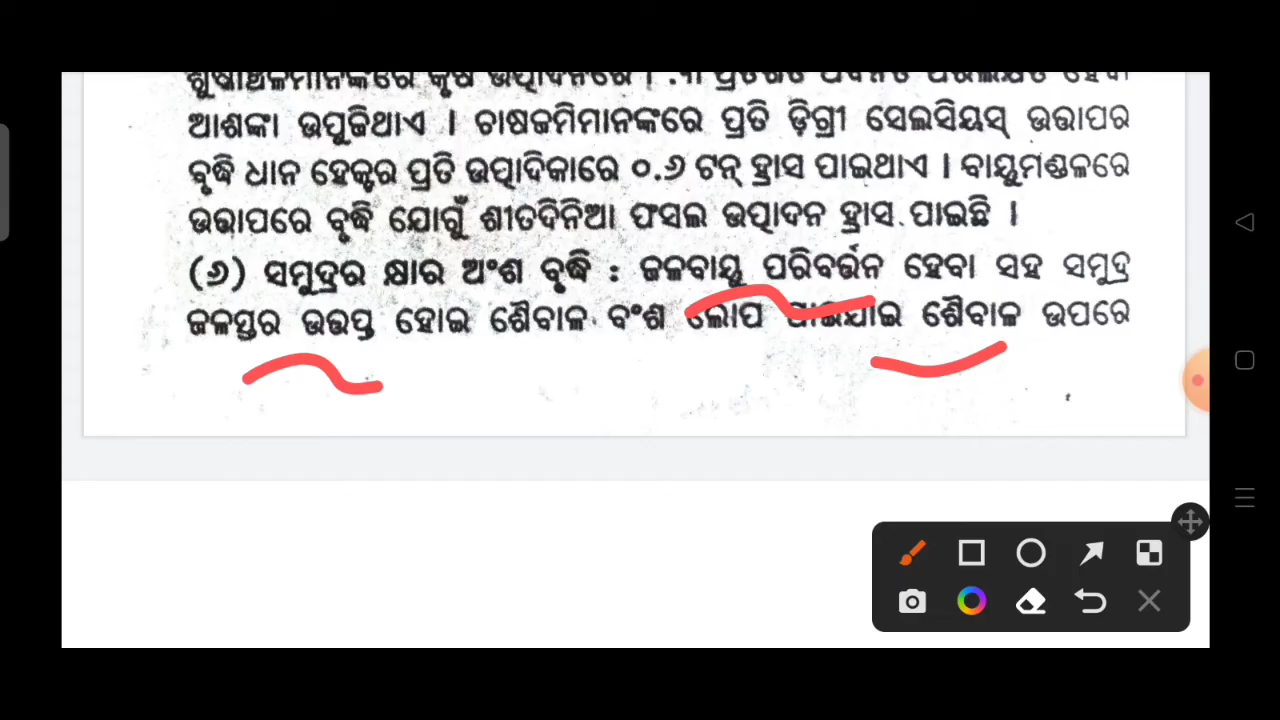 ଆଶଙ୍କା ଉପୁଜିଥାଏ । ଚାଷଜମିମାନଙ୍କରେ ପ୍ରତି ଡ଼ିଗ୍ରୀ ସେଲସିୟସ୍ ଉତ୍ତାପର
ବୃଦ୍ଧି ଧାନ ହେକ୍ଟର ପ୍ରତି ଉତ୍ପାଦିକାରେ ୦.୬ ଟନ୍ ହ୍ରାସ ପାଇଥାଏ । ବାୟୁମଣ୍ଡଳରେ
ଉତ୍ତାପରେ ବୃଦ୍ଧି ଯୋଗୁଁ ଶୀତଦିନିଆ ଫସଲ ଉତ୍ପାଦନ ହ୍ରାସ ପାଇଛି ।
(୬) ସମୁଦ୍ରର କ୍ଷାର ଅଂଶ ବୃଦ୍ଧି : ଜଳବାୟୁ ପରିବର୍ତ୍ତନ ହେବା ସହ ସମୁଦ୍ର
ଜଳସ୍ତର ଉତ୍ତପ୍ତ ହୋଇ ଶୈବାଳ ବଂଶ ଲୋପ ପାଇଯାଇ ଶୈବାଳ ଉପରେ